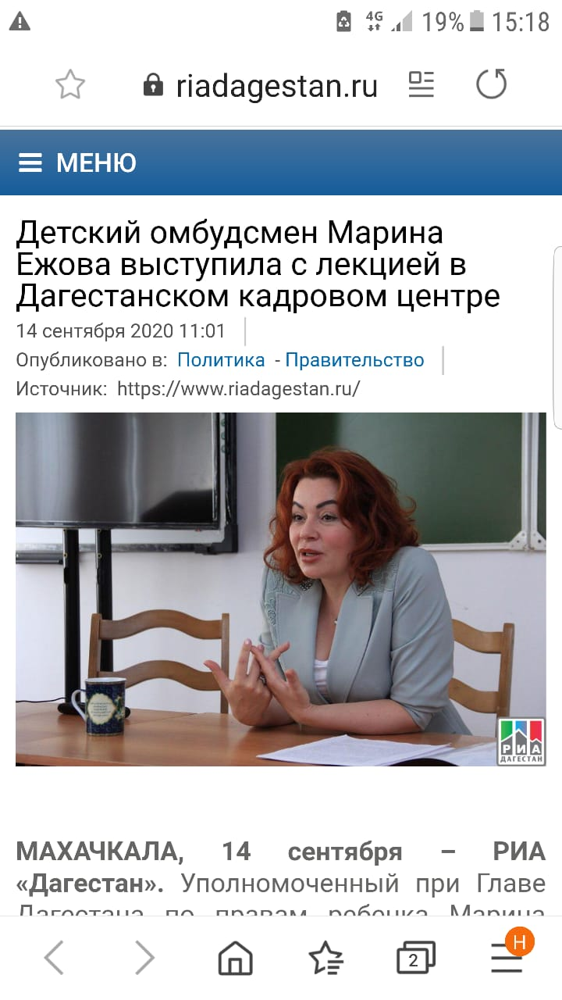 4G 19% 15:18
riadagestan.ru
МЕНЮ
Детский омбудсмен Марина
Ежова выступила с лекцией в
Дагестанском кадровом центре
14 сентября 2020 11:01
Опубликовано в: Политика - Правительство
Источник: https://www.riadagestan.ru/
РИА
ДАГЕСТАН
МАХАЧКАЛА, 14 сентября – РИА
«Дагестан». Уполномоченный при Главе
Дагестана по правам ребенка Марина
2
Н